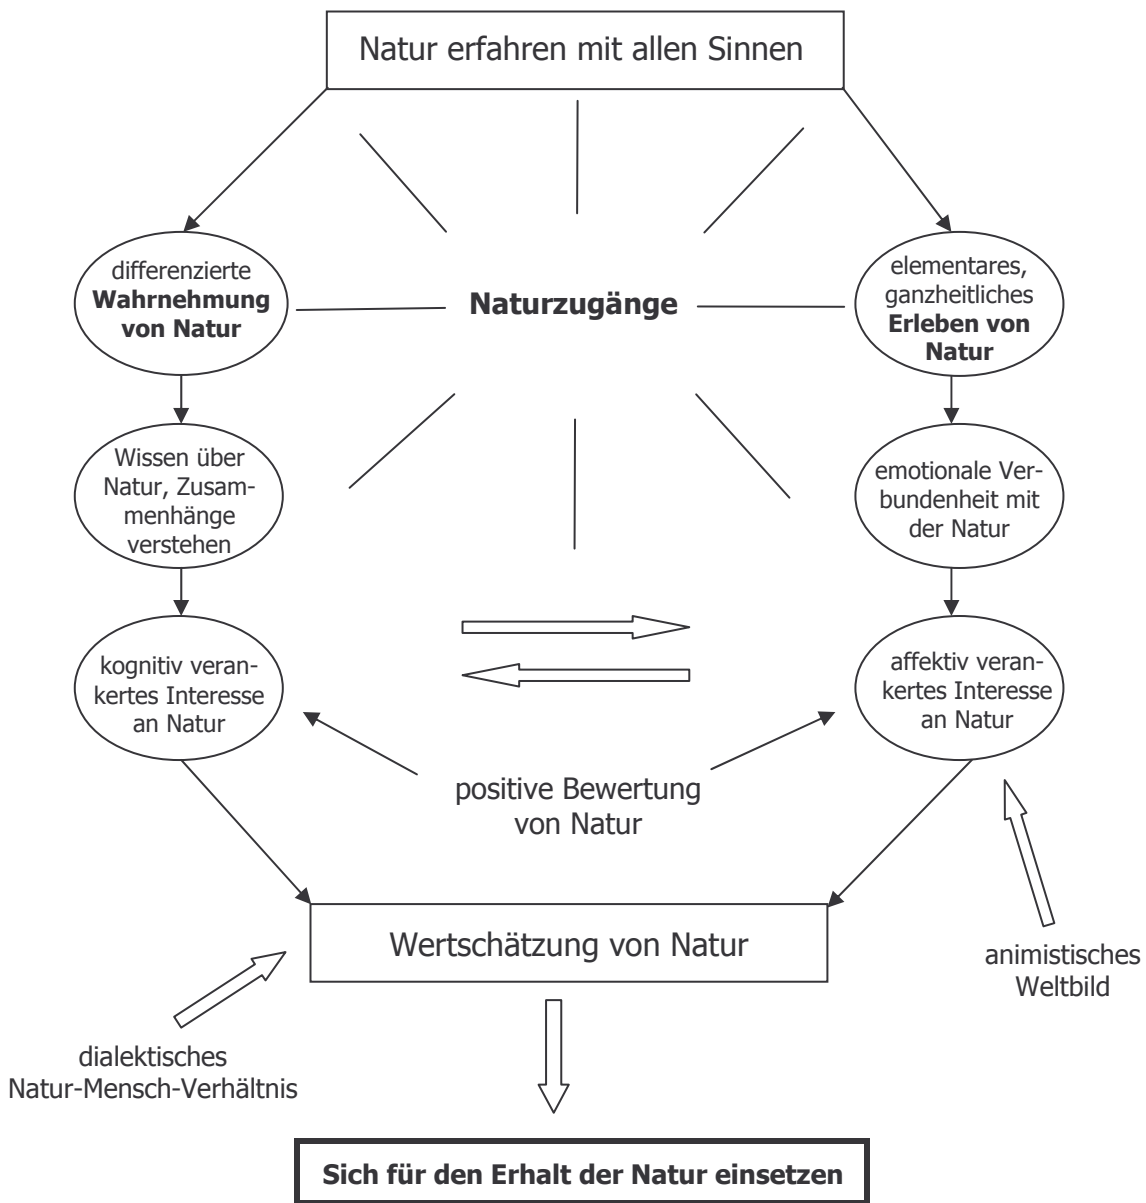 Natur erfahren mit allen Sinnen
differenzierte
Wahrnehmung
von Natur
Naturzugänge
elementares,
ganzheitliches
Erleben von
Natur
Wissen über
Natur, Zusam-
menhänge
verstehen
emotionale Ver-
bundenheit mit
der Natur
kognitiv veran-
kertes Interesse
an Natur
affektiv veran-
kertes Interesse
an Natur
positive Bewertung
von Natur
Wertschätzung von Natur
animistisches
Weltbild
dialektisches
Natur-Mensch-Verhältnis
Sich für den Erhalt der Natur einsetzen